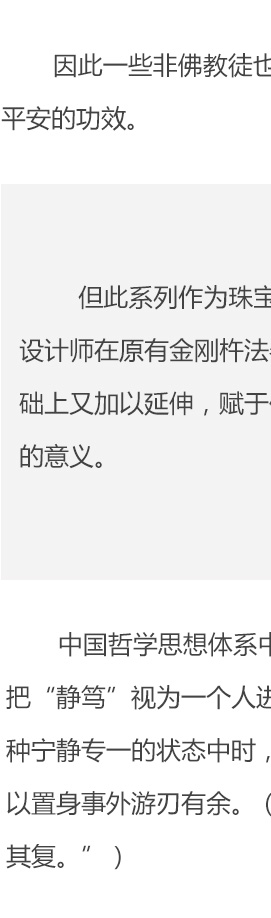 因此一些非佛教徒也
平安的功效。
但此系列作为珠宝
设计师在原有金刚杵法
础上又加以延伸，赋于
的意义。
中国哲学思想体系中
把“静笃”视为一个人进
种宁静专一的状态中时，
以置身事外游刃有余。（
其复。”）